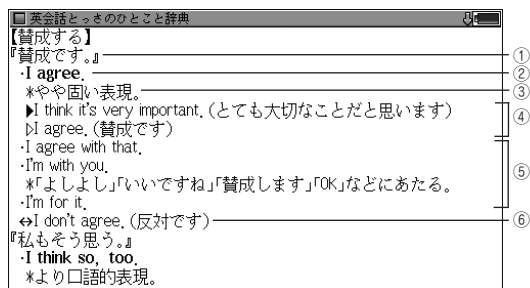 英会話とっさのひとこと辞典
【賛成する】
『賛成です。』 ①
·I agree. ②
*やや固い表現。 ③
▶I think it's very important.(とても大切なことだと思います) ④
▷I agree.(賛成です)
·I agree with that. ⑤
·I'm with you.
*「よしよし」「いいですね」「賛成します」「OK」などにあたる。
·I'm for it.
↔I don't agree.(反対です) ⑥
『私もそう思う。』
·I think so, too.
*より口語的表現。